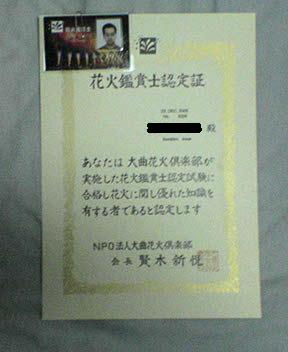 花火鑑賞士認定証
殿
あなたは大曲花火倶楽部が
実施した花火鑑賞士認定試験に
合格し花火に関し優れた知識を
有する者であると認定します
NPO法人大曲花火倶楽部
会長